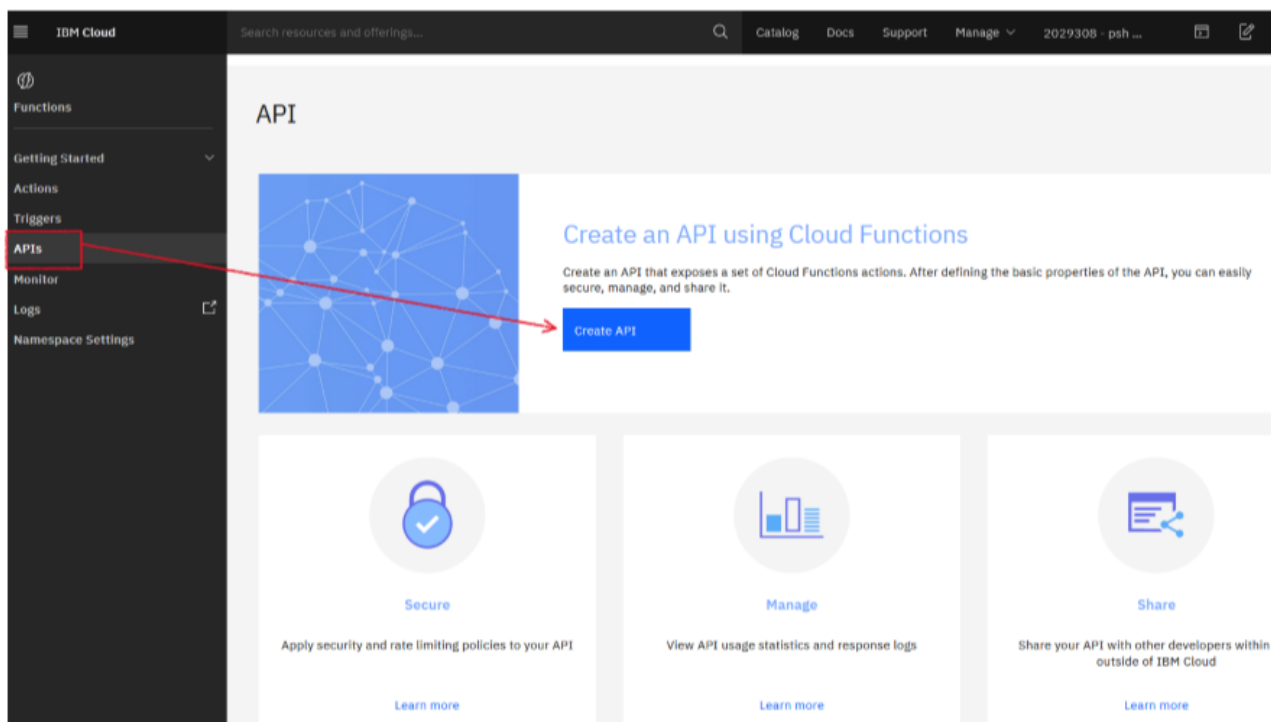 IBM Cloud
Search resources and offerings...
Catalog
Docs
Support
Manage
2029308 - psh ...
Functions
Getting Started
Actions
Triggers
APIs
Monitor
Logs
Namespace Settings
API
Create an API using Cloud Functions
Create an API that exposes a set of Cloud Functions actions. After defining the basic properties of the API, you can easily
secure, manage, and share it.
Create API
Secure
Apply security and rate limiting policies to your API
Learn more
Manage
View API usage statistics and response logs
Learn more
Share
Share your API with other developers within
outside of IBM Cloud
Learn more